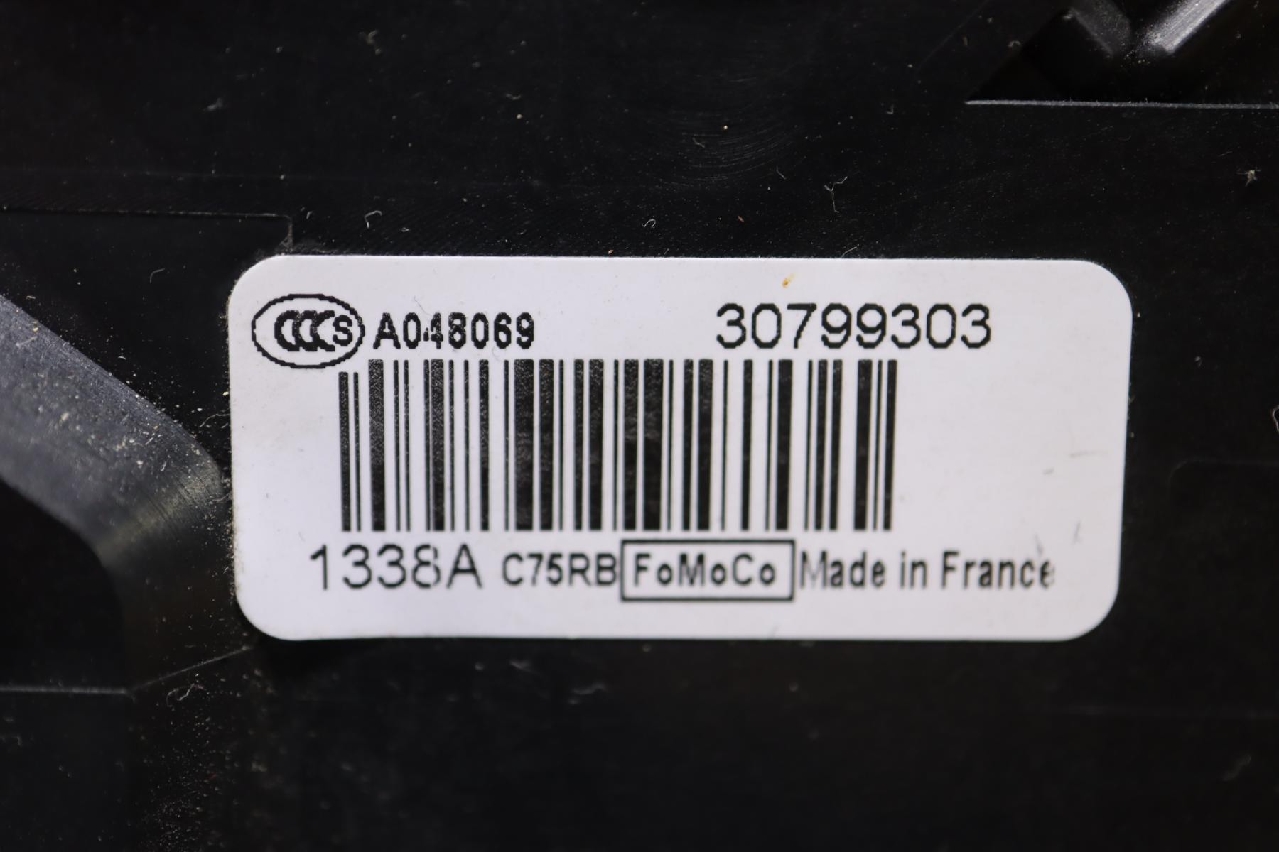 CCCS A048069 30799303
1338A C75RB FoMoCo Made in France